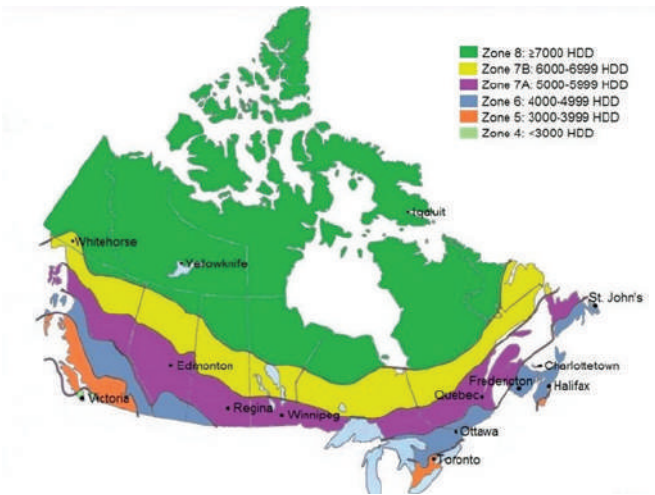 Zone 8: ≥7000 HDD
Zone 7B: 6000-6999 HDD
Zone 7A: 5000-5999 HDD
Zone 6: 4000-4999 HDD
Zone 5: 3000-3999 HDD
Zone 4: <3000 HDD
Iqaluit
Whitehorse
Yellowknife
St. John's
Edmonton
Charlottetown
Fredericton
Halifax
Quebec
Victoria
Regina
Winnipeg
Ottawa
Toronto